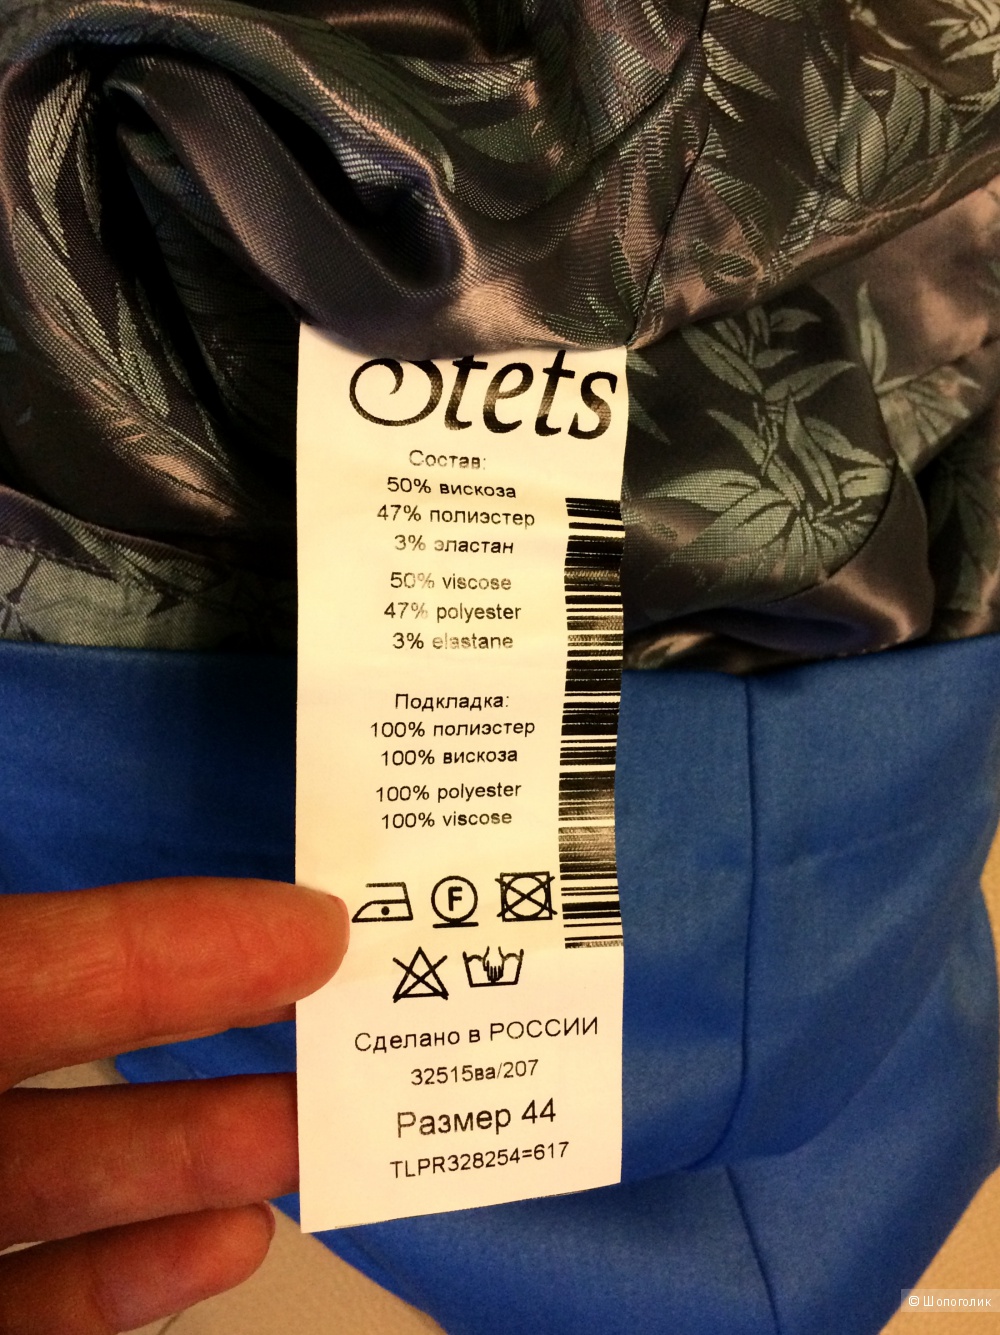 Stets
Состав:
50% вискоза
47% полиэстер
3% эластан
50% viscose
47% polyester
3% elastane
Подкладка:
100% полиэстер
100% вискоза
100% polyester
100% viscose
F
Сделано в РОССИИ
32515ва/207
Размер 44
TLPR328254=617
© Шопоголик